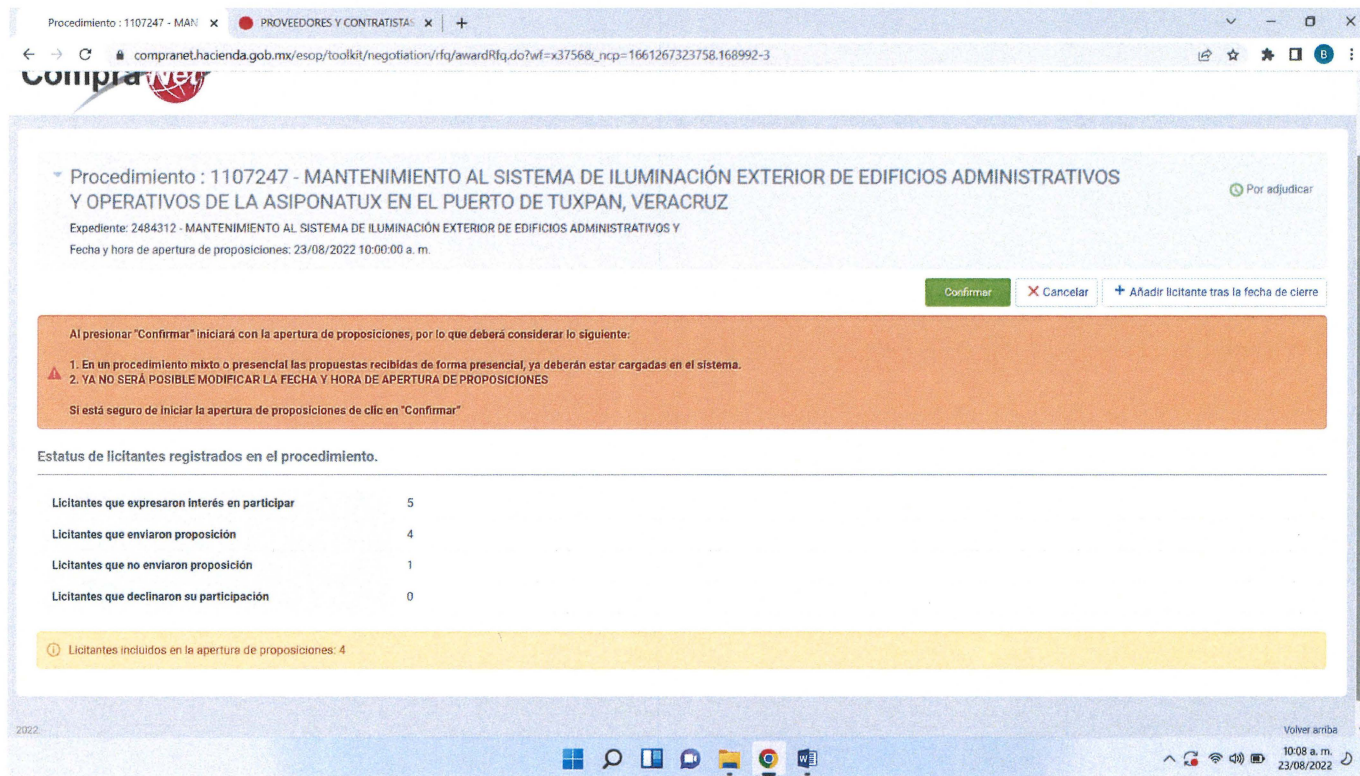 Procedimiento : 1107247 - MAN
PROVEEDORES Y CONTRATISTAS
compranet.hacienda.gob.mx/esop/toolkit/negotiation/rfq/awardRfq.do?wf=x3756&_ncp=1661267323758.168992-3
B
CompraNet
Procedimiento : 1107247 - MANTENIMIENTO AL SISTEMA DE ILUMINACIÓN EXTERIOR DE EDIFICIOS ADMINISTRATIVOS
Y OPERATIVOS DE LA ASIPONATUX EN EL PUERTO DE TUXPAN, VERACRUZ
Por adjudicar
Expediente: 2484312 - MANTENIMIENTO AL SISTEMA DE ILUMINACIÓN EXTERIOR DE EDIFICIOS ADMINISTRATIVOS Y
Fecha y hora de apertura de proposiciones: 23/08/2022 10:00:00 a. m.
Confirmar
Cancelar
+ Añadir licitante tras la fecha de cierre
Al presionar "Confirmar" iniciará con la apertura de proposiciones, por lo que deberá considerar lo siguiente:
1. En un procedimiento mixto o presencial las propuestas recibidas de forma presencial, ya deberán estar cargadas en el sistema.
2. YA NO SERÁ POSIBLE MODIFICAR LA FECHA Y HORA DE APERTURA DE PROPOSICIONES
Si está seguro de iniciar la apertura de proposiciones de clic en "Confirmar"
Estatus de licitantes registrados en el procedimiento.
Licitantes que expresaron interés en participar 5
Licitantes que enviaron proposición 4
Licitantes que no enviaron proposición 1
Licitantes que declinaron su participación 0
Licitantes incluidos en la apertura de proposiciones: 4
2022
Volver arriba
10:08 a. m.
23/08/2022